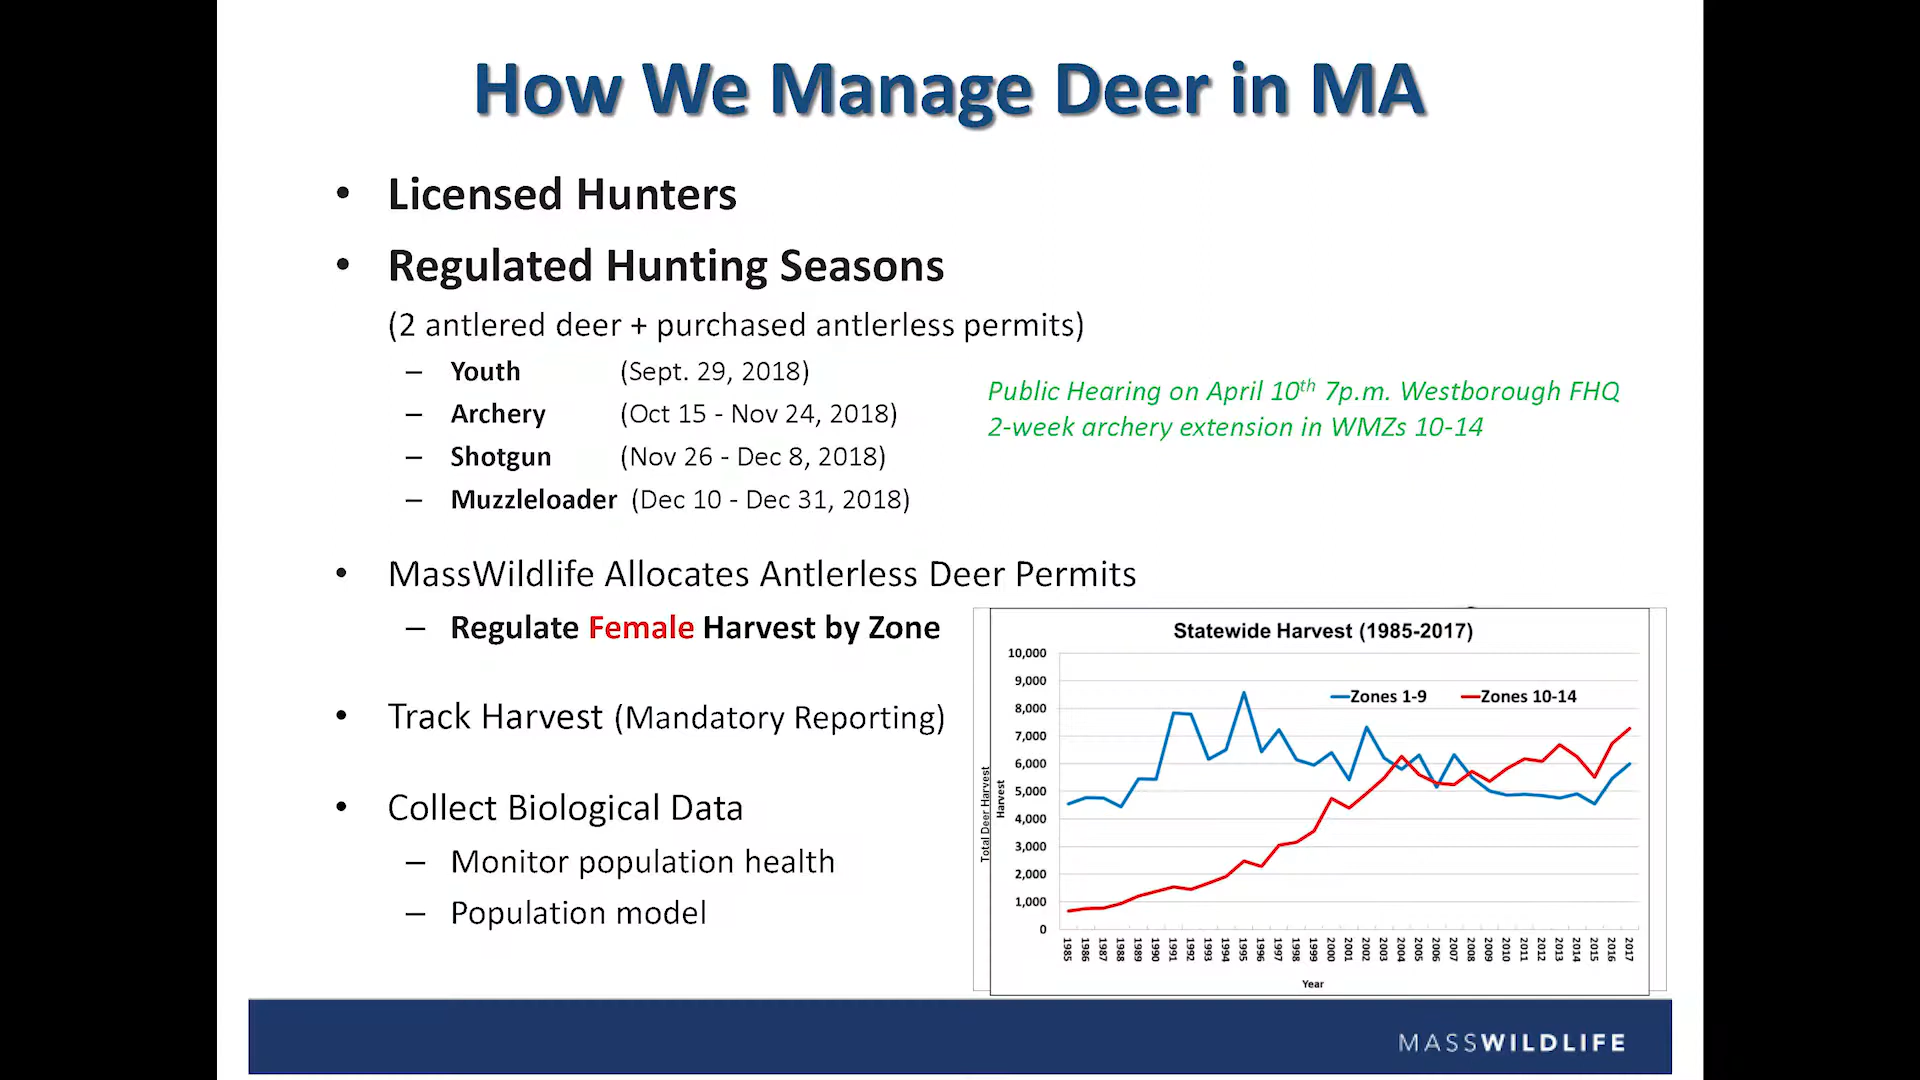 How We Manage Deer in MA
• Licensed Hunters
• Regulated Hunting Seasons
(2 antlered deer + purchased antlerless permits)
– Youth (Sept. 29, 2018)
– Archery (Oct 15 - Nov 24, 2018)
– Shotgun (Nov 26 - Dec 8, 2018)
– Muzzleloader (Dec 10 - Dec 31, 2018)
Public Hearing on April 10th 7p.m. Westborough FHQ
2-week archery extension in WMZs 10-14
• MassWildlife Allocates Antlerless Deer Permits
– Regulate Female Harvest by Zone
• Track Harvest (Mandatory Reporting)
• Collect Biological Data
– Monitor population health
– Population model
Statewide Harvest (1985-2017)
Zones 1-9 Zones 10-14
10,000
9,000
8,000
7,000
6,000
5,000
4,000
3,000
2,000
1,000
0
Total Deer Harvest
Harvest
1985 1986 1987 1988 1989 1990 1991 1992 1993 1994 1995 1996 1997 1998 1999 2000 2001 2002 2003 2004 2005 2006 2007 2008 2009 2010 2011 2012 2013 2014 2015 2016 2017
Year
MASSWILDLIFE